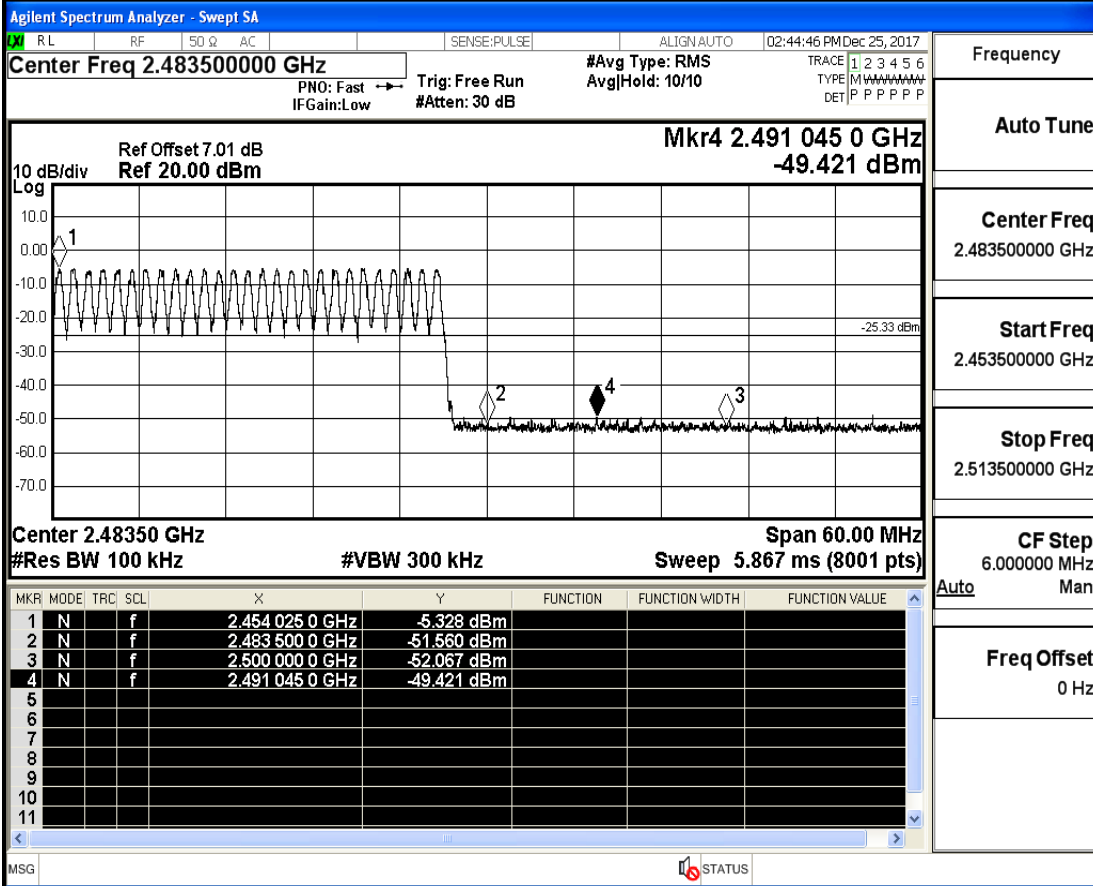 Agilent Spectrum Analyzer - Swept SA
LXI RL RF 50 Ω AC SENSE:PULSE ALIGN AUTO 02:44:46 PM Dec 25, 2017
Center Freq 2.483500000 GHz
PNO: Fast
IFGain:Low
Trig: Free Run
#Atten: 30 dB
#Avg Type: RMS
Avg|Hold: 10/10
TRACE 1 2 3 4 5 6
TYPE M WWWWW
DET P P P P P P
Mkr4 2.491 045 0 GHz
-49.421 dBm
Ref Offset 7.01 dB
10 dB/div Ref 20.00 dBm
Log
10.0
0.00
-10.0
-20.0
-30.0
-40.0
-50.0
-60.0
-70.0
1
2
4
3
-25.33 dBm
Center 2.48350 GHz Span 60.00 MHz
#Res BW 100 kHz #VBW 300 kHz Sweep 5.867 ms (8001 pts)
MKR MODE TRC SCL X Y FUNCTION FUNCTION WIDTH FUNCTION VALUE
1 N f 2.454 025 0 GHz -5.328 dBm
2 N f 2.483 500 0 GHz -51.560 dBm
3 N f 2.500 000 0 GHz -52.067 dBm
4 N f 2.491 045 0 GHz -49.421 dBm
5
6
7
8
9
10
11
MSG STATUS
Frequency
Auto Tune
Center Freq
2.483500000 GHz
Start Freq
2.453500000 GHz
Stop Freq
2.513500000 GHz
CF Step
6.000000 MHz
Auto Man
Freq Offset
0 Hz